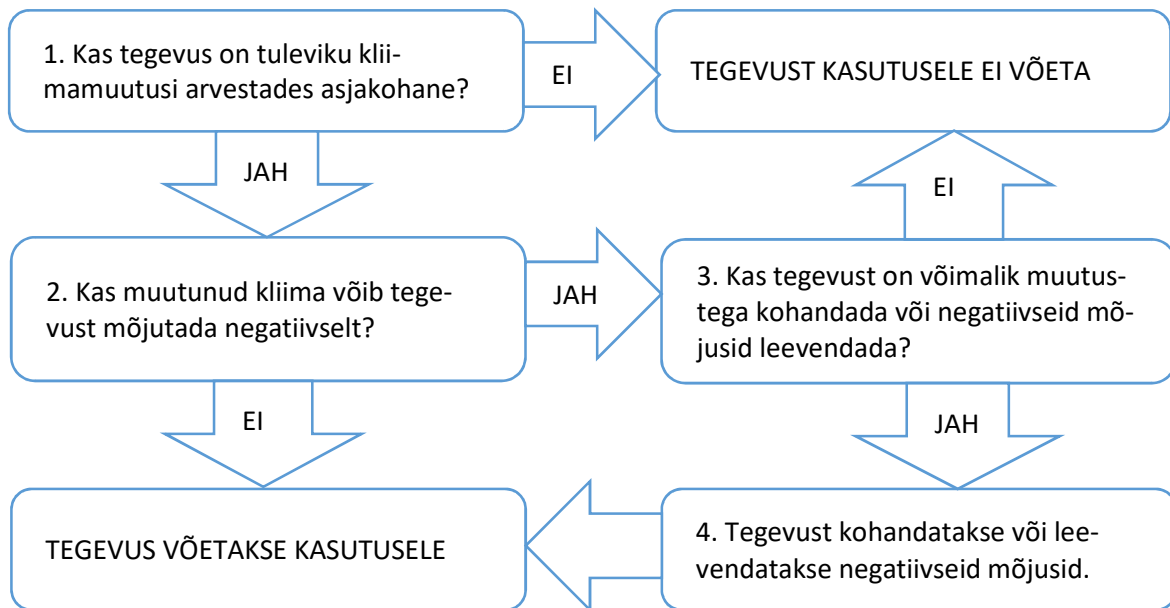 1. Kas tegevus on tuleviku klii-
mamuutusi arvestades asjakohane?
EI
TEGEVUST KASUTUSELE EI VÕETA
JAH
EI
2. Kas muutunud kliima võib tege-
vust mõjutada negatiivselt?
JAH
3. Kas tegevust on võimalik muutus-
tega kohandada või negatiivseid mõ-
jusid leevendada?
EI
JAH
TEGEVUS VÕETAKSE KASUTUSELE
4. Tegevust kohandatakse või lee-
vendatakse negatiivseid mõjusid.